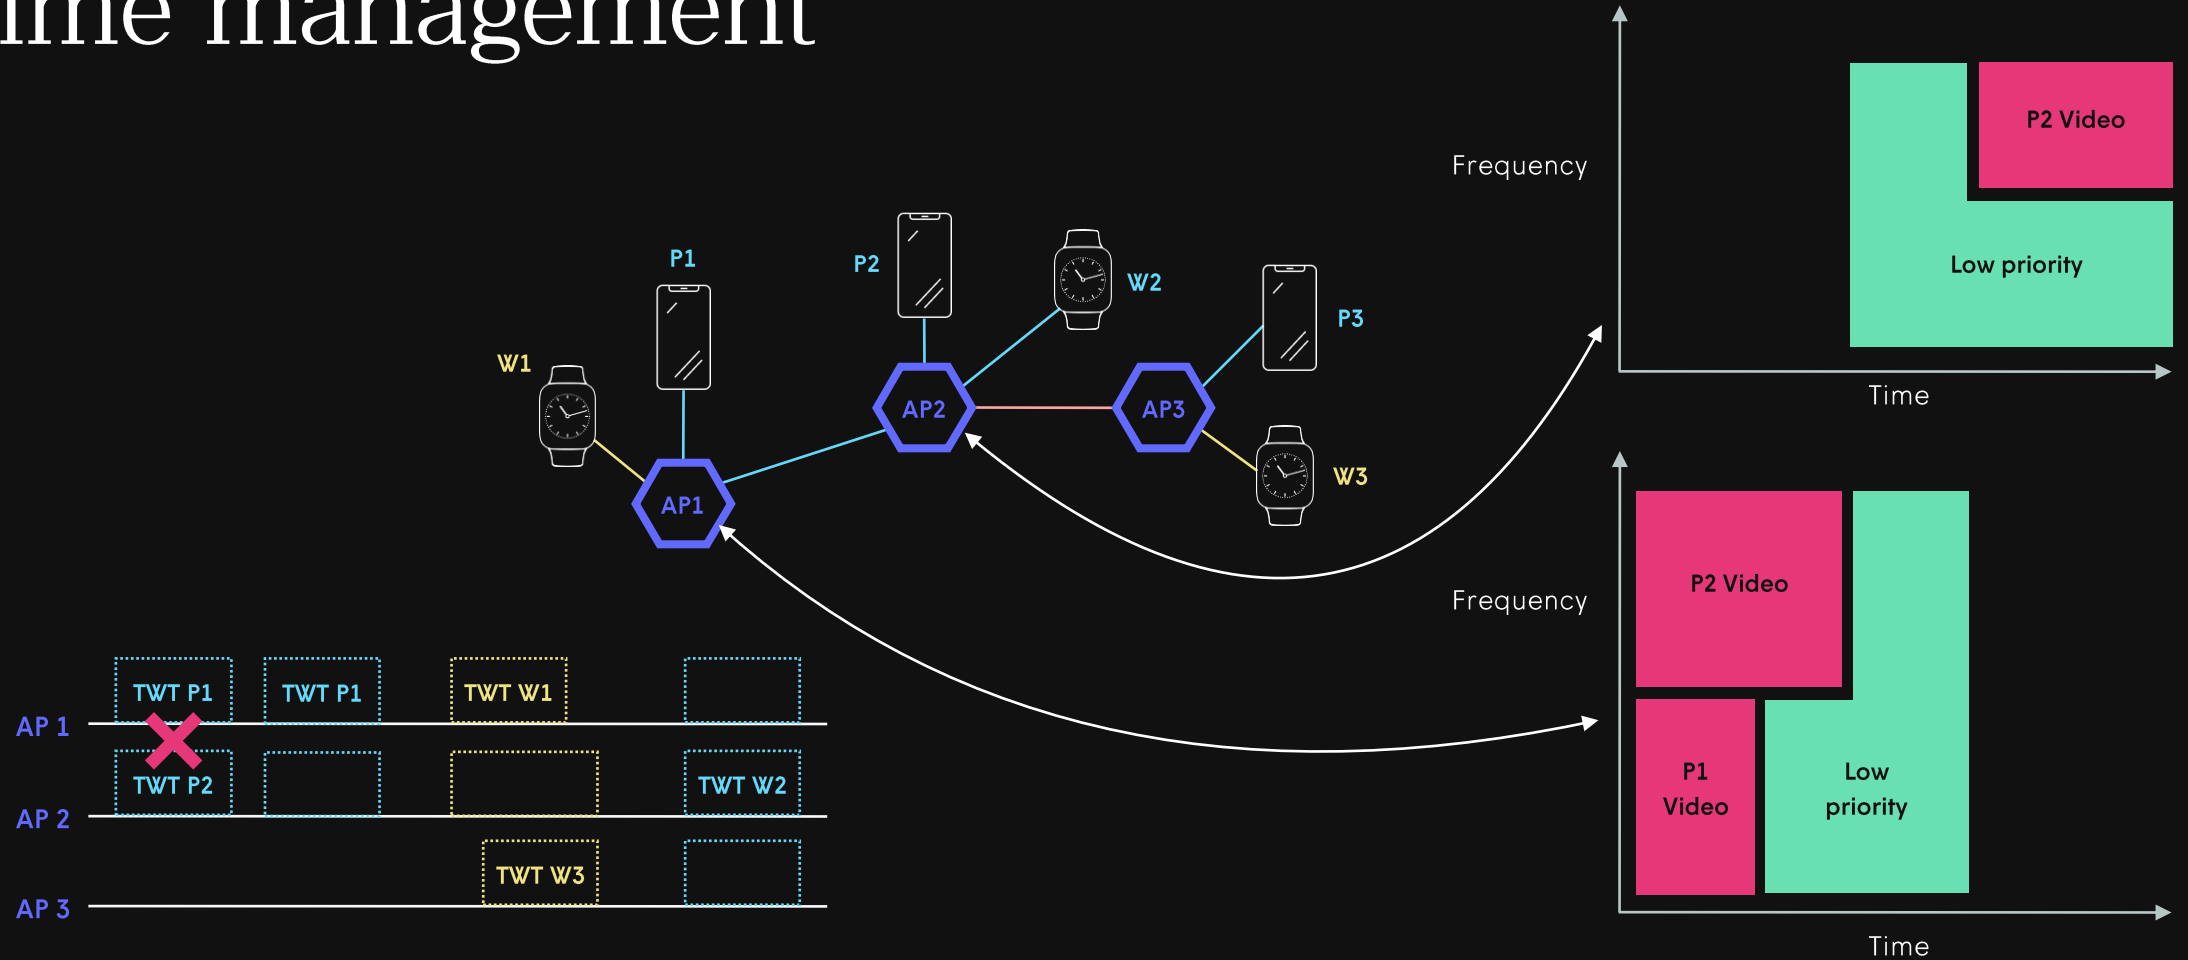 ime management
Frequency
P2 Video
Low priority
Time
P1
P2
W2
P3
W1
AP2
AP3
W3
AP1
Frequency
P2 Video
P1
Video
Low
priority
Time
TWT P1
TWT P1
TWT W1
AP 1
TWT P2
TWT W2
AP 2
TWT W3
AP 3